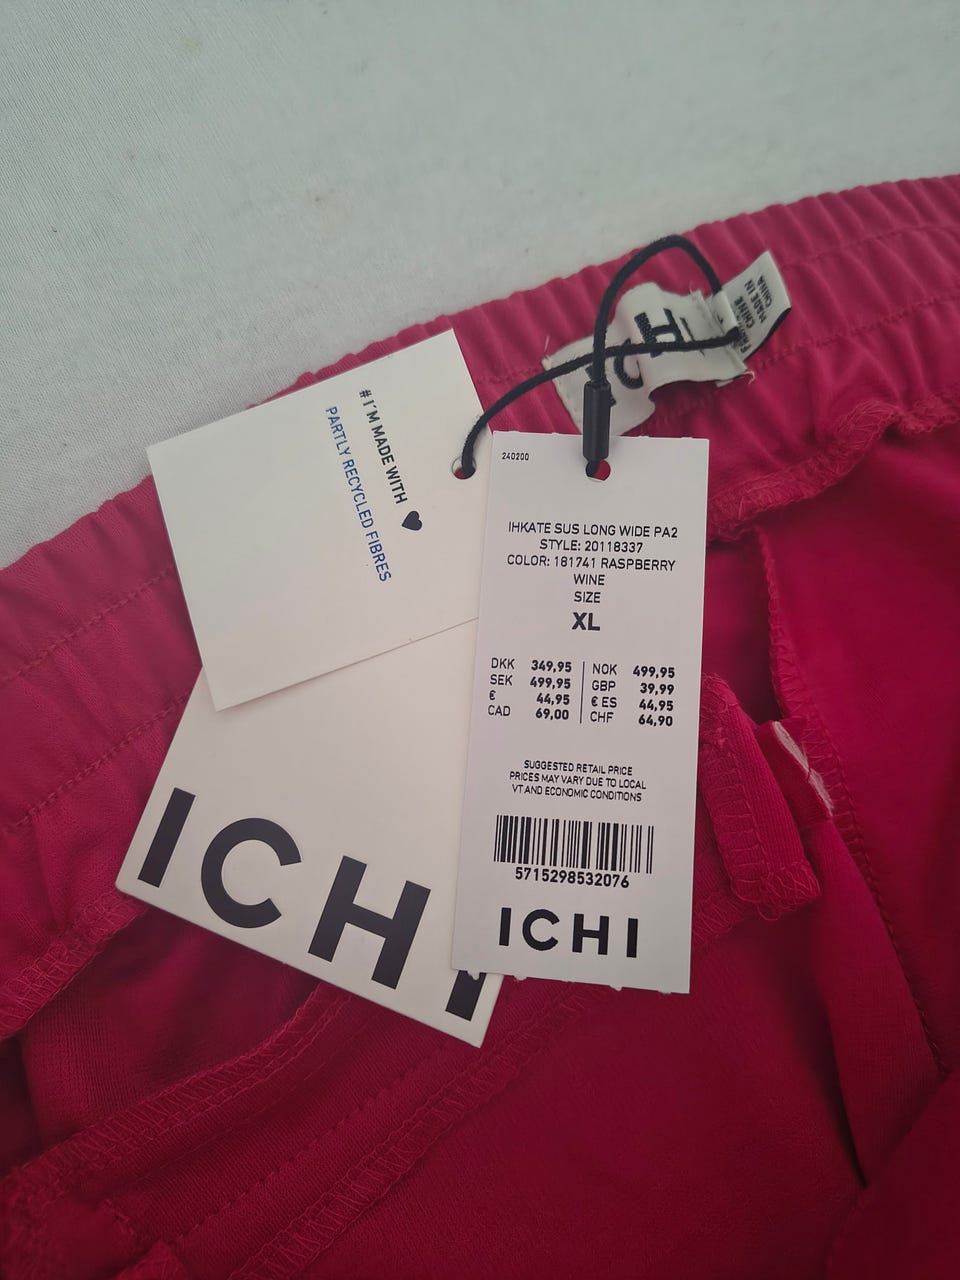 # I'M MADE WITH ♥
PARTLY RECYCLED FIBRES
ICHI
240200
IHKATE SUS LONG WIDE PA2
STYLE: 20118337
COLOR: 181741 RASPBERRY
WINE
SIZE
XL
DKK 349,95 NOK 499,95
SEK 499,95 GBP 39,99
€ 44,95 € ES 44,95
CAD 69,00 CHF 64,90
SUGGESTED RETAIL PRICE
PRICES MAY VARY DUE TO LOCAL
VT AND ECONOMIC CONDITIONS
5715298532076
ICHI
MADE IN
CHINA